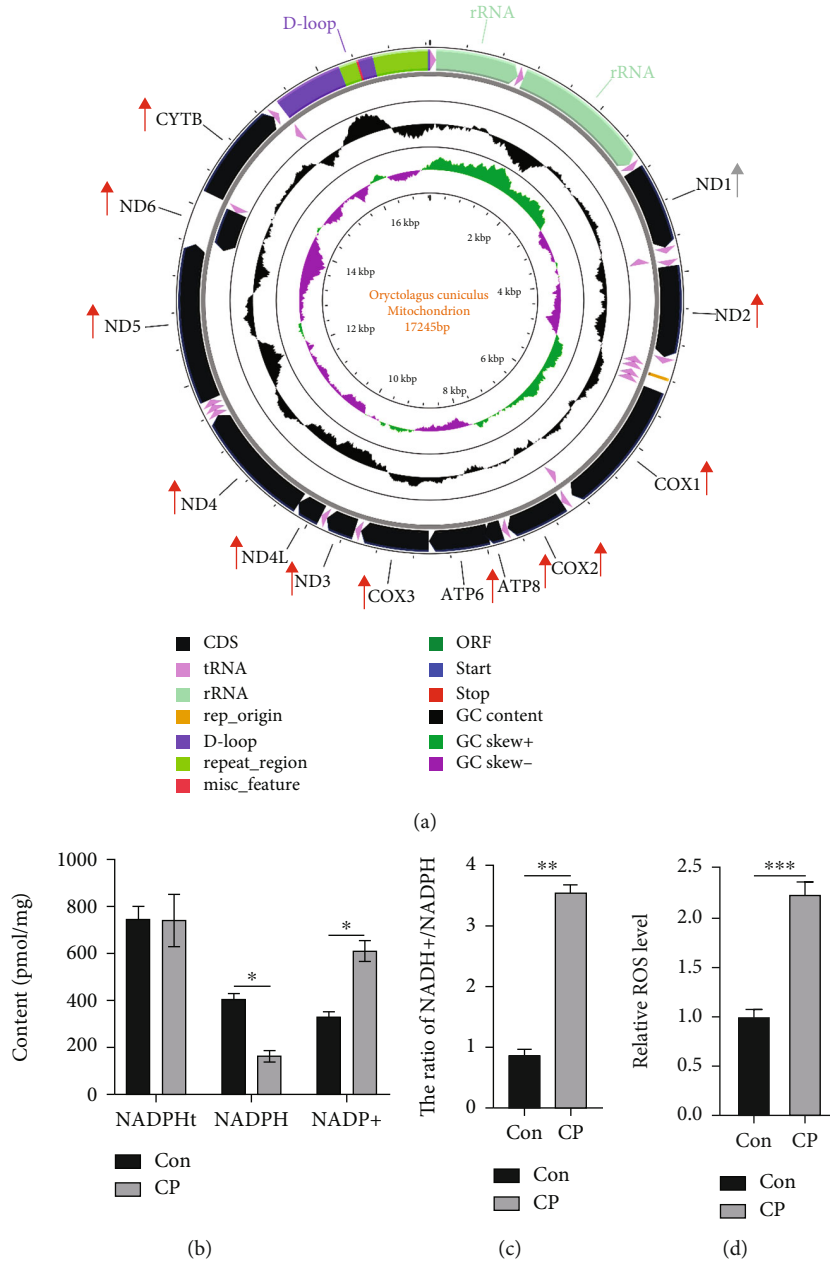 rRNA
D-loop
rRNA
CYTB
ND1
ND6
16 kbp
2 kbp
14 kbp
4 kbp
Oryctolagus cuniculus
Mitochondrion
17245bp
ND2
ND5
12 kbp
6 kbp
10 kbp
8 kbp
COX1
ND4
ND4L
COX2
ND3
COX3
ATP6
ATP8
CDS
tRNA
rRNA
rep_origin
D-loop
repeat_region
misc_feature
ORF
Start
Stop
GC content
GC skew+
GC skew–
(a)
Content (pmol/mg)
1000
800
600
400
200
0
*
*
NADPHt NADPH NADP+
Con
CP
(b)
The ratio of NADH+/NADPH
4
3
2
1
0
**
Con CP
Con
CP
(c)
Relative ROS level
2.5
2.0
1.5
1.0
0.5
0.0
***
Con CP
Con
CP
(d)